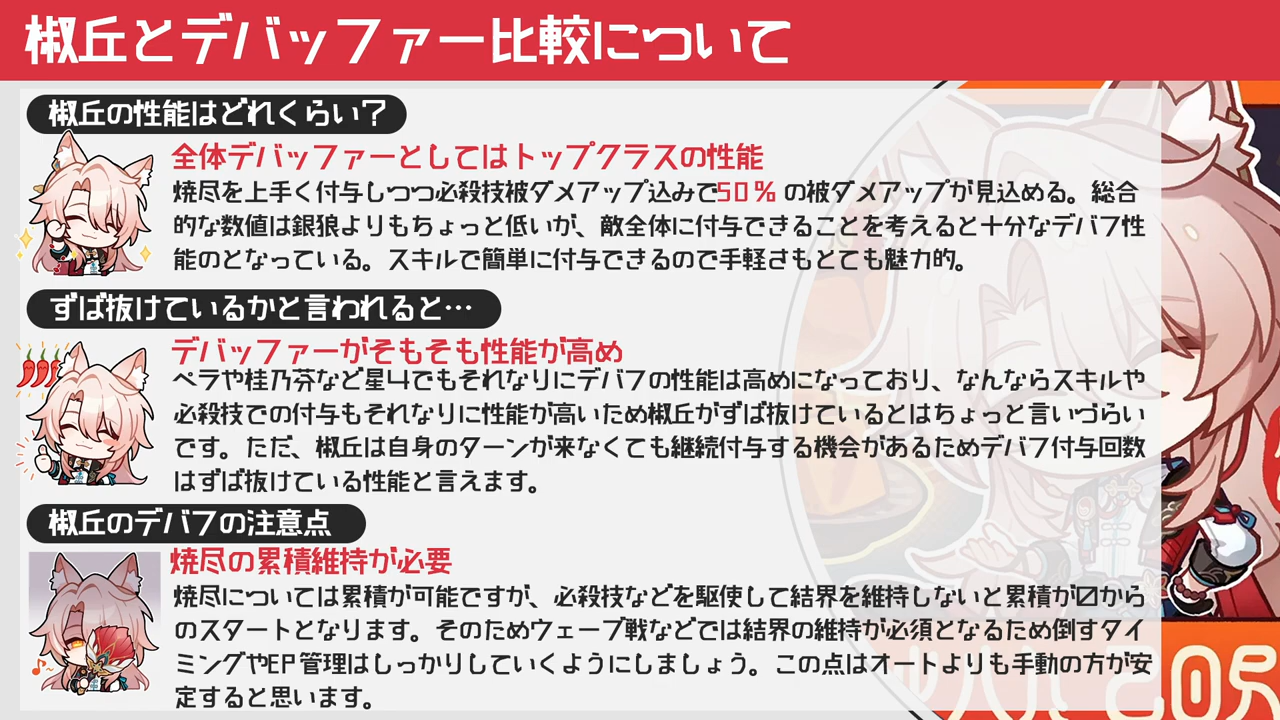 椒丘とデバッファー比較について
椒丘の性能はどれくらい？
全体デバッファーとしてはトップクラスの性能
焼尽を上手く付与しつつ必殺技被ダメアップ込みで50％の被ダメアップが見込める。総合
的な数値は銀狼よりもちょっと低いが、敵全体に付与できることを考えると十分なデバフ性
能のとなっている。スキルで簡単に付与できるので手軽さもとても魅力的。
ずば抜けているかと言われると…
デバッファーがそもそも性能が高め
ペラや桂乃芬など星4でもそれなりにデバフの性能は高めになっており、なんならスキルや
必殺技での付与もそれなりに性能が高いため椒丘がずば抜けているとはちょっと言いづらい
です。ただ、椒丘は自身のターンが来なくても継続付与する機会があるためデバフ付与回数
はずば抜けている性能と言えます。
椒丘のデバフの注意点
焼尽の累積維持が必要
焼尽については累積が可能ですが、必殺技などを駆使して結界を維持しないと累積が0から
のスタートとなります。そのためウェーブ戦などでは結界の維持が必須となるため倒すタイ
ミングやEP管理はしっかりしていくようにしましょう。この点はオートよりも手動の方が安
定すると思います。